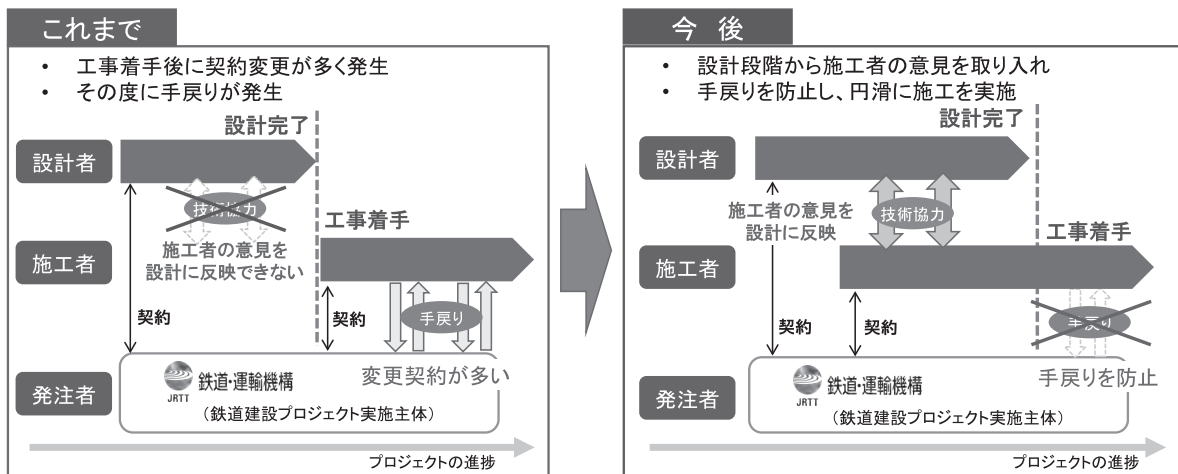 これまで
• 工事着手後に契約変更が多く発生
• その度に手戻りが発生
設計完了
設計者
技術協力
施工者の意見を
設計に反映できない
工事着手
施工者
契約
契約
手戻り
変更契約が多い
発注者
JRTT
鉄道・運輸機構
(鉄道建設プロジェクト実施主体)
プロジェクトの進捗
今 後
• 設計段階から施工者の意見を取り入れ
• 手戻りを防止し、円滑に施工を実施
設計完了
設計者
施工者の意見を
設計に反映
技術協力
工事着手
施工者
契約
契約
手戻り
手戻りを防止
発注者
JRTT
鉄道・運輸機構
(鉄道建設プロジェクト実施主体)
プロジェクトの進捗